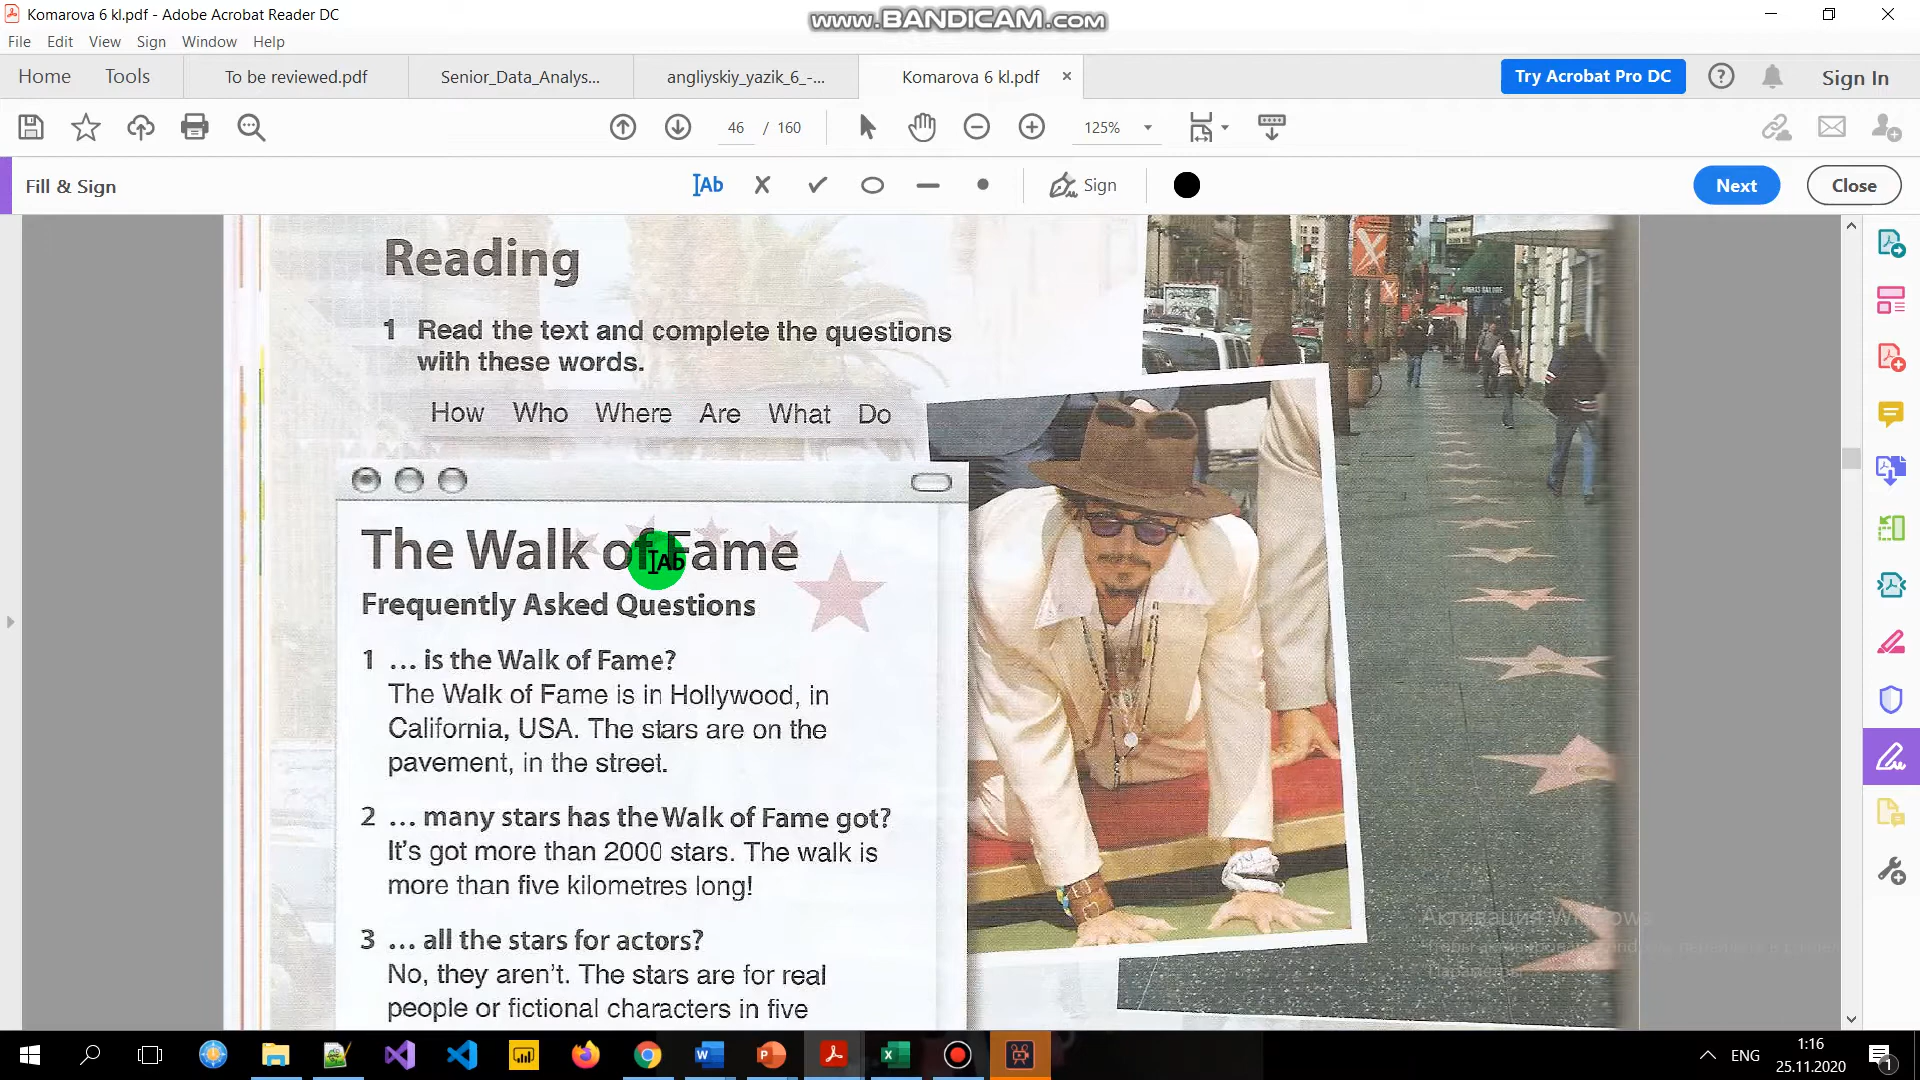 Komarova 6 kl.pdf - Adobe Acrobat Reader DC
www.BANDICAM.com
File Edit View Sign Window Help
Home Tools To be reviewed.pdf Senior_Data_Analys... angliyskiy_yazik_6_-... Komarova 6 kl.pdf × Try Acrobat Pro DC Sign In
46 / 160 125%
Fill & Sign Ab Sign Next Close
Reading
1 Read the text and complete the questions
with these words.
How Who Where Are What Do
The Walk of Fame
Frequently Asked Questions
1 ... is the Walk of Fame?
The Walk of Fame is in Hollywood, in
California, USA. The stars are on the
pavement, in the street.
2 ... many stars has the Walk of Fame got?
It's got more than 2000 stars. The walk is
more than five kilometres long!
3 ... all the stars for actors?
No, they aren't. The stars are for real
people or fictional characters in five
Активация Windows
ENG
1:16
25.11.2020
1